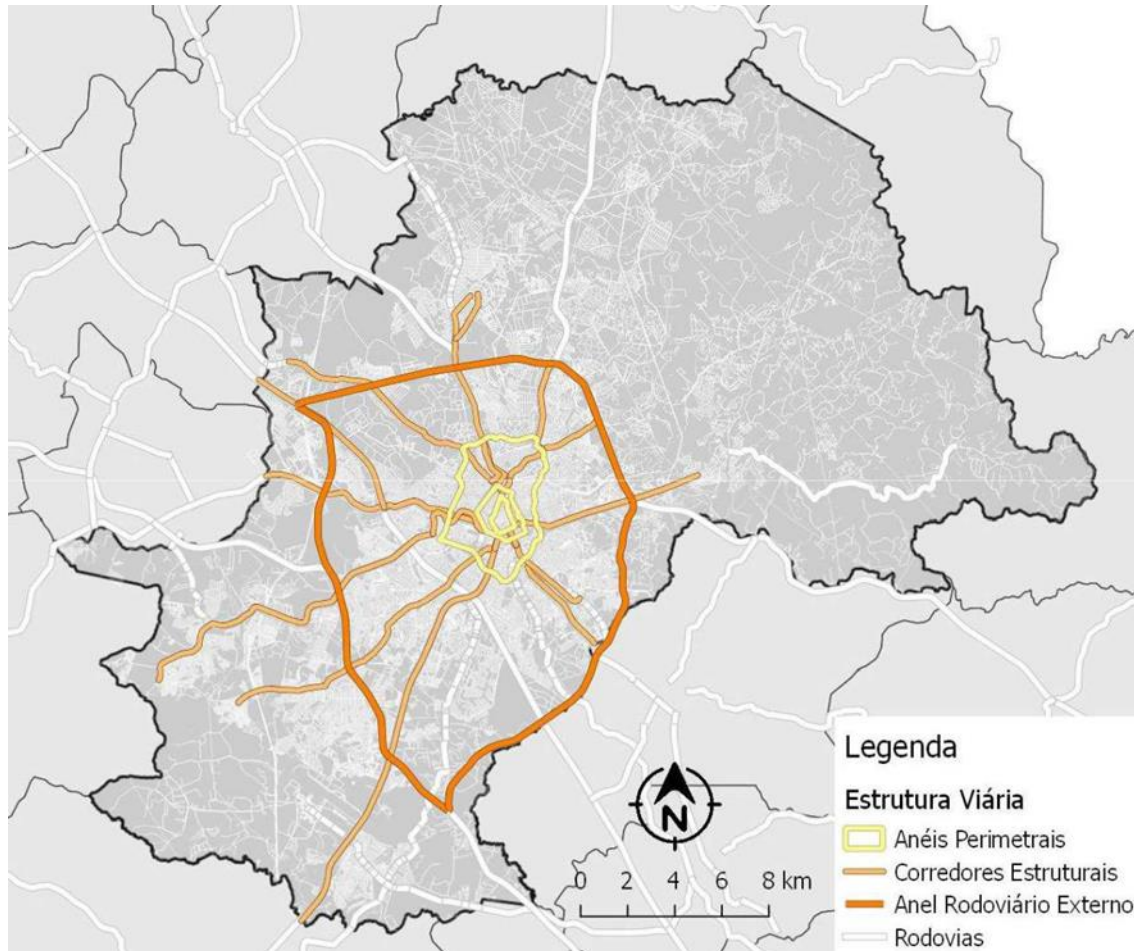 Legenda
Estrutura Viária
Anéis Perimetrais
Corredores Estruturais
Anel Rodoviário Externo
Rodovias
N
0 2 4 6 8 km